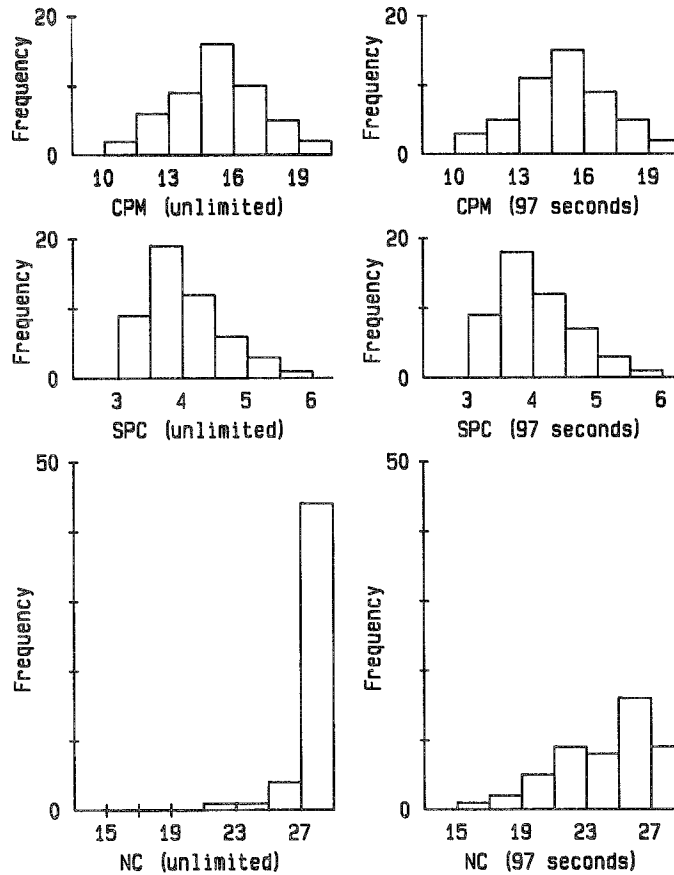 20
Frequency
0
10 13 16 19
CPM (unlimited)
20
Frequency
0
10 13 16 19
CPM (97 seconds)
20
Frequency
0
3 4 5 6
SPC (unlimited)
20
Frequency
0
3 4 5 6
SPC (97 seconds)
50
Frequency
0
15 19 23 27
NC (unlimited)
50
Frequency
0
15 19 23 27
NC (97 seconds)